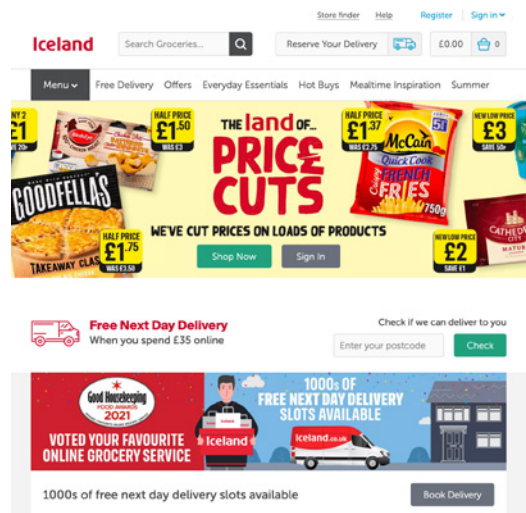 Store finder Help Register Sign in
Iceland Search Groceries... Reserve Your Delivery £0.00 0
Menu Free Delivery Offers Everyday Essentials Hot Buys Mealtime Inspiration Summer
HALF PRICE
£1.50
WAS £3
THE land OF...
PRICE
CUTS
WE'VE CUT PRICES ON LOADS OF PRODUCTS
Shop Now Sign In
HALF PRICE
£1.37
WAS £2.75
McCain
Quick Cook
Crispy
FRENCH
FRIES
750g
NEW LOW PRICE
£3
SAVE 50P
GOODFELLA'S
TAKEAWAY
HALF PRICE
£1.75
WAS £3.50
NEW LOW PRICE
£2
SAVE £1
CATHED
CITY
MATUR
Free Next Day Delivery
When you spend £35 online
Check if we can deliver to you
Enter your postcode Check
Good Housekeeping
FOOD AWARDS
2021
VOTED YOUR FAVOURITE
ONLINE GROCERY SERVICE
Iceland
1000s OF
FREE NEXT DAY DELIVERY
SLOTS AVAILABLE
Iceland.co.uk
1000s of free next day delivery slots available
Book Delivery